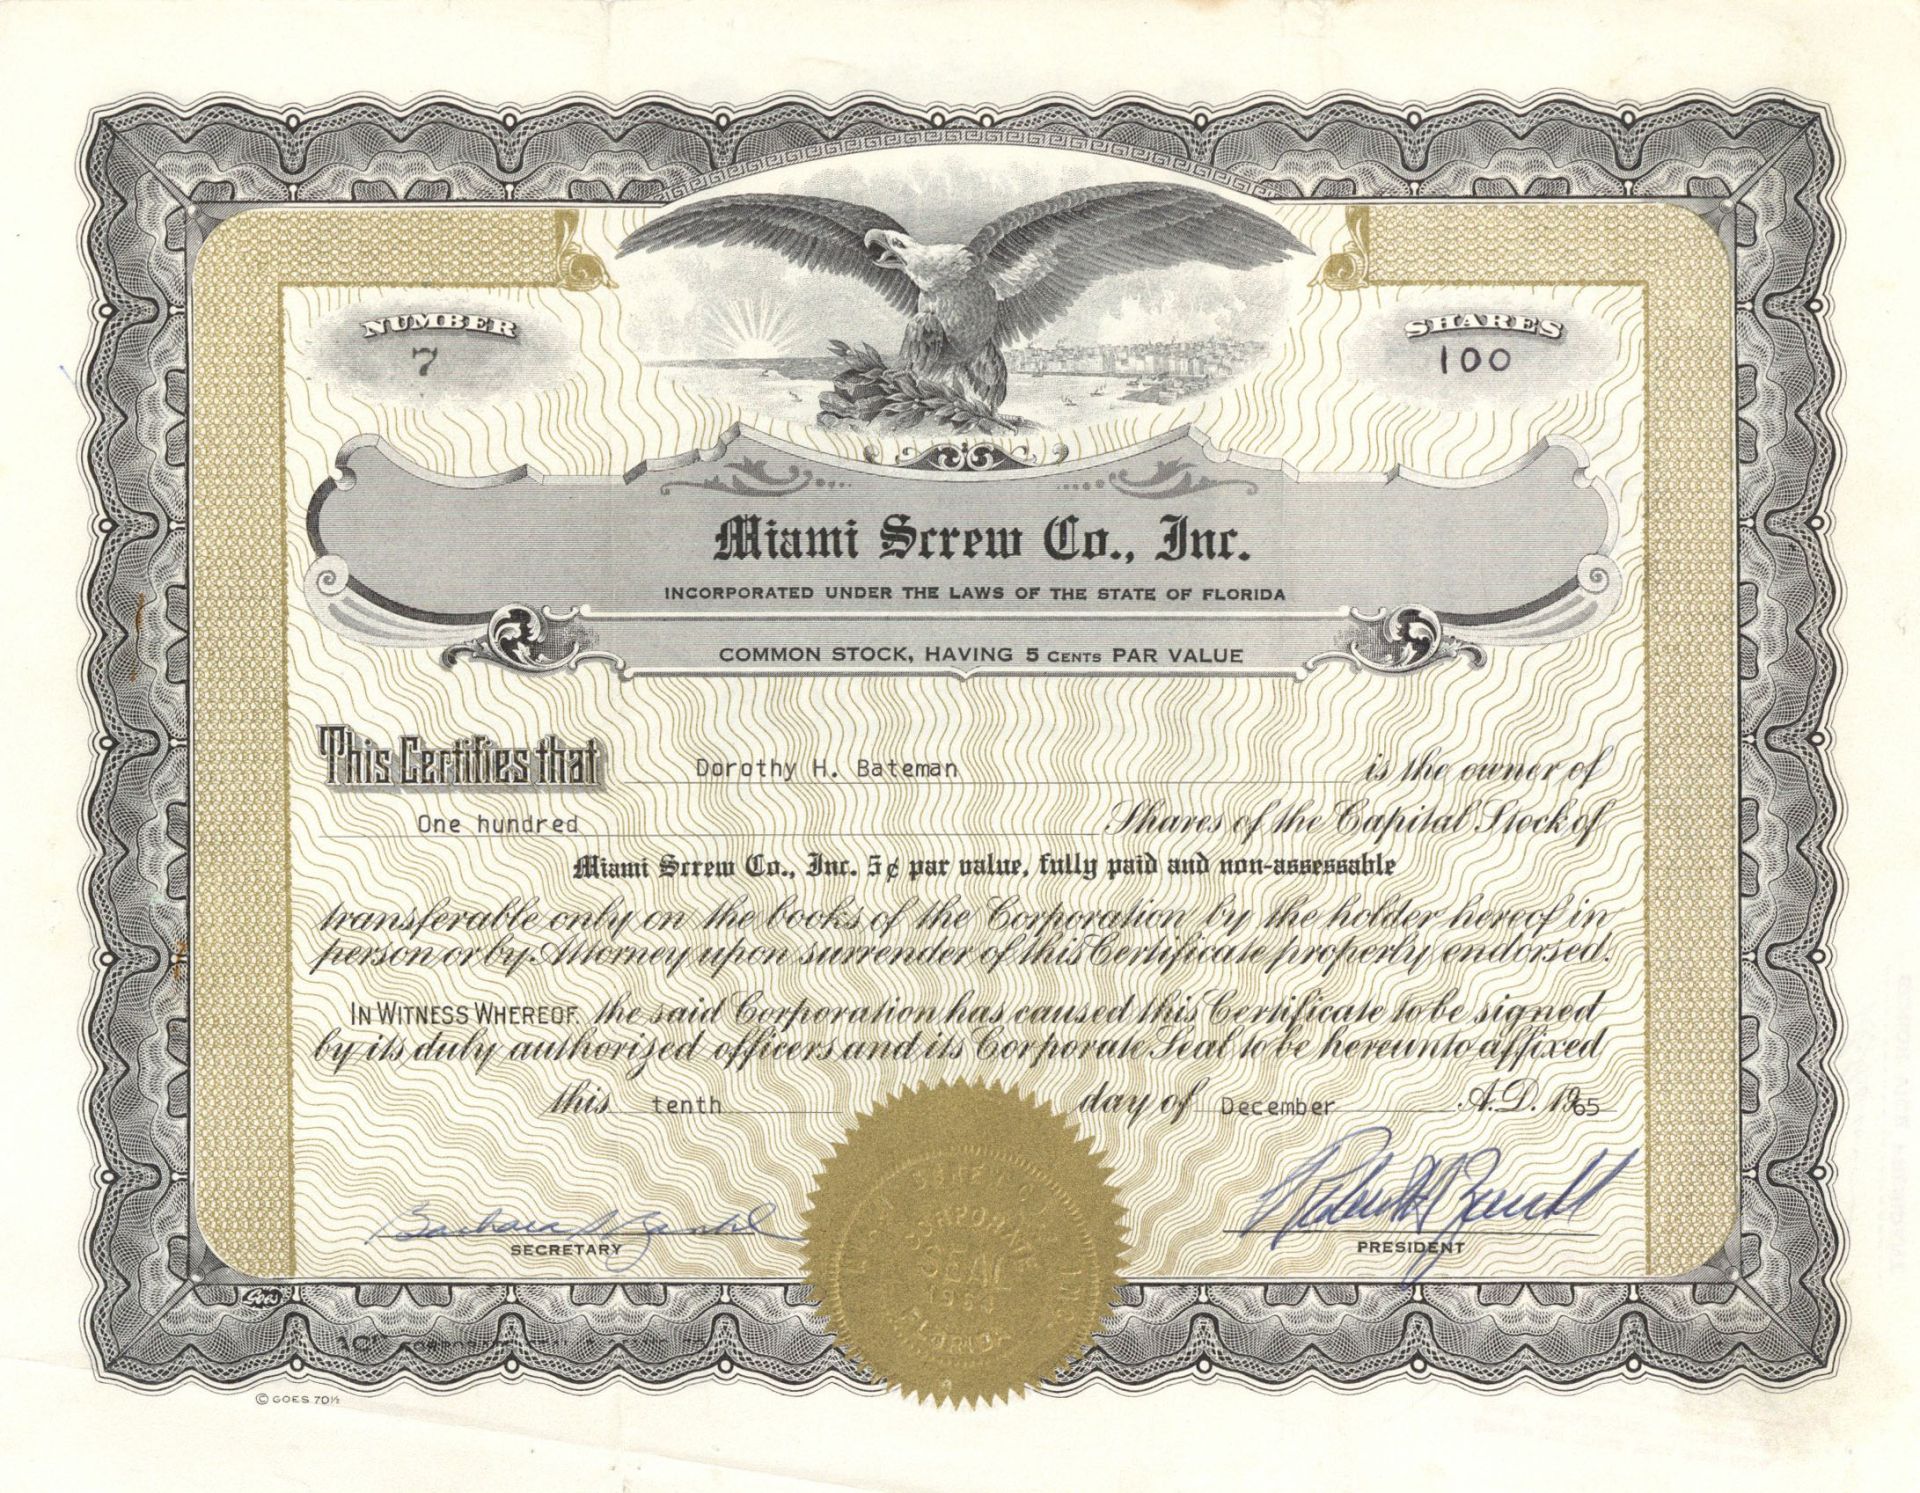 NUMBER
7
SHARES
100
Miami Screw Co., Inc.
INCORPORATED UNDER THE LAWS OF THE STATE OF FLORIDA
COMMON STOCK, HAVING 5 CENTS PAR VALUE
This Certifies that Dorothy H. Bateman is the owner of
One hundred Shares of the Capital Stock of
Miami Screw Co., Inc. 5¢ par value, fully paid and non-assessable
transferable only on the books of the Corporation by the holder hereof in
person or by Attorney upon surrender of this Certificate properly endorsed.
IN WITNESS WHEREOF, the said Corporation has caused this Certificate to be signed
by its duly authorized officers and its Corporate Seal to be hereunto affixed
this tenth day of December A.D. 1965
Barbara
SECRETARY
Robert
PRESIDENT
CORPORATE
SEAL
FLORIDA
INC.
Goes
© GOES 70½